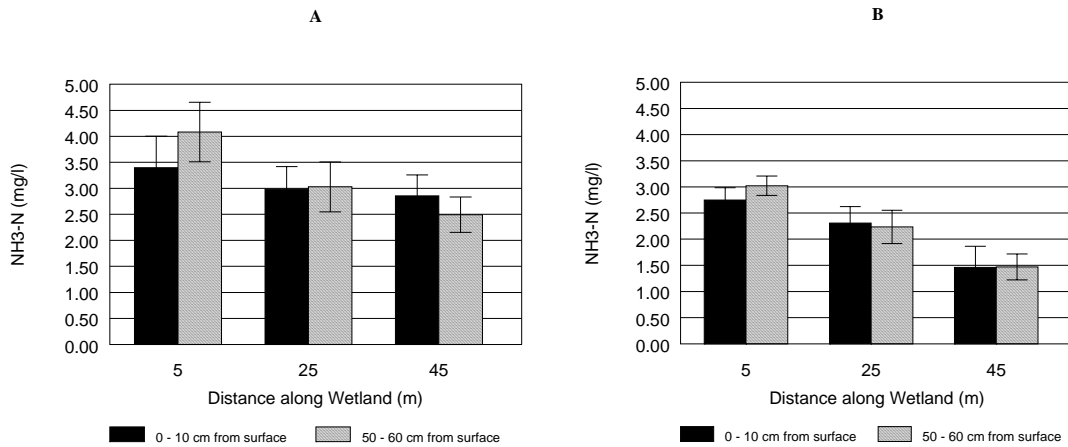 A
5.00
4.50
4.00
3.50
3.00
2.50
2.00
1.50
1.00
0.50
0.00
NH3-N (mg/l)
5 25 45
Distance along Wetland (m)
0 - 10 cm from surface 50 - 60 cm from surface
B
5.00
4.50
4.00
3.50
3.00
2.50
2.00
1.50
1.00
0.50
0.00
NH3-N (mg/l)
5 25 45
Distance along Wetland (m)
0 - 10 cm from surface 50 - 60 cm from surface